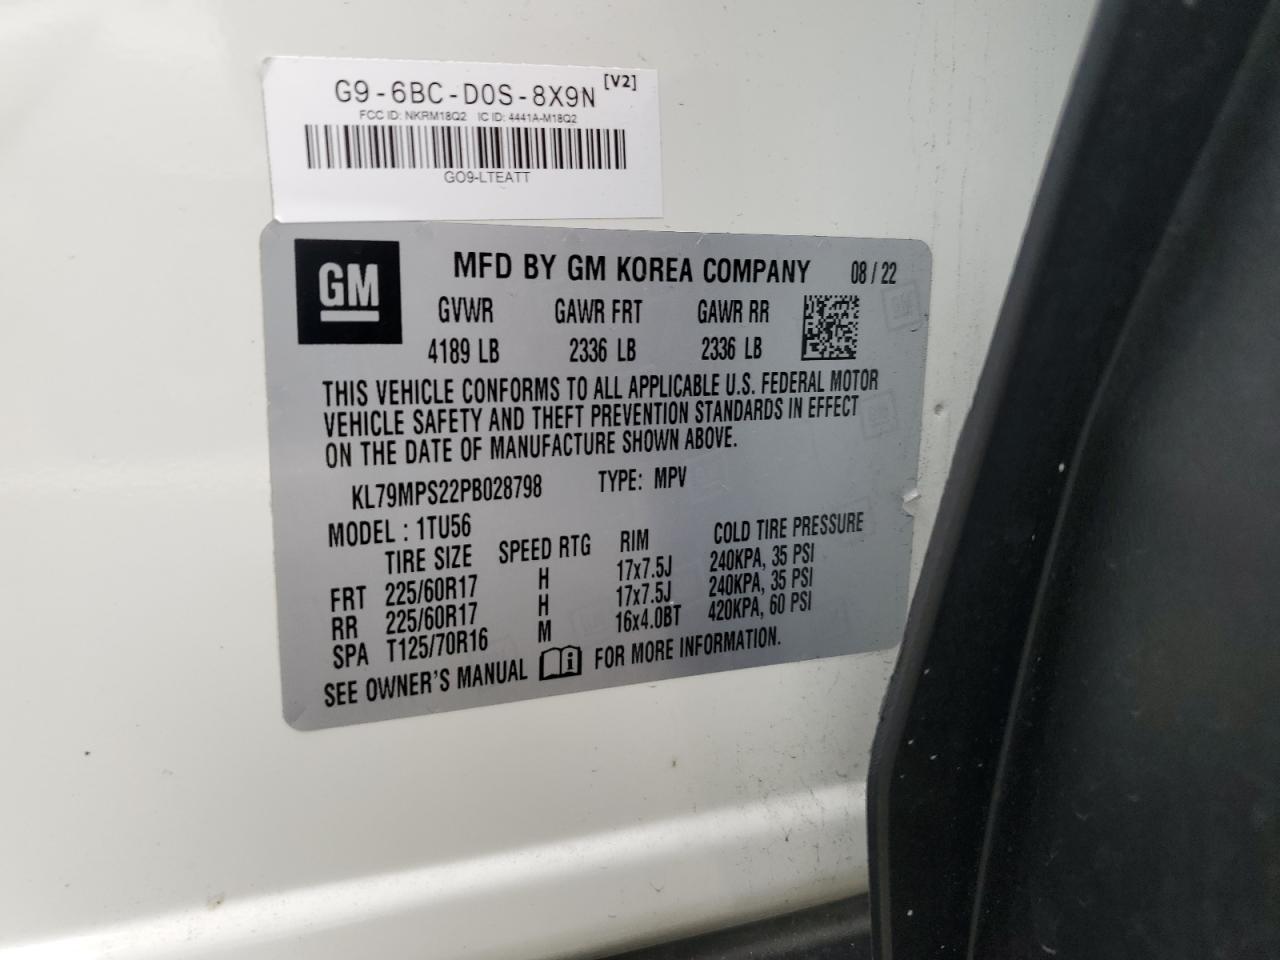 G9-6BC-D0S-8X9N [V2]
FCC ID: NKRM18Q2 IC ID: 4441A-M18Q2
GO9-LTEATT
GM
MFD BY GM KOREA COMPANY 08/22
GVWR GAWR FRT GAWR RR
4189 LB 2336 LB 2336 LB
THIS VEHICLE CONFORMS TO ALL APPLICABLE U.S. FEDERAL MOTOR
VEHICLE SAFETY AND THEFT PREVENTION STANDARDS IN EFFECT
ON THE DATE OF MANUFACTURE SHOWN ABOVE.
KL79MPS22PB028798 TYPE: MPV
MODEL : 1TU56
TIRE SIZE SPEED RTG RIM COLD TIRE PRESSURE
FRT 225/60R17 H 17x7.5J 240KPA, 35 PSI
RR 225/60R17 H 17x7.5J 240KPA, 35 PSI
SPA T125/70R16 M 16x4.0BT 420KPA, 60 PSI
SEE OWNER'S MANUAL FOR MORE INFORMATION.